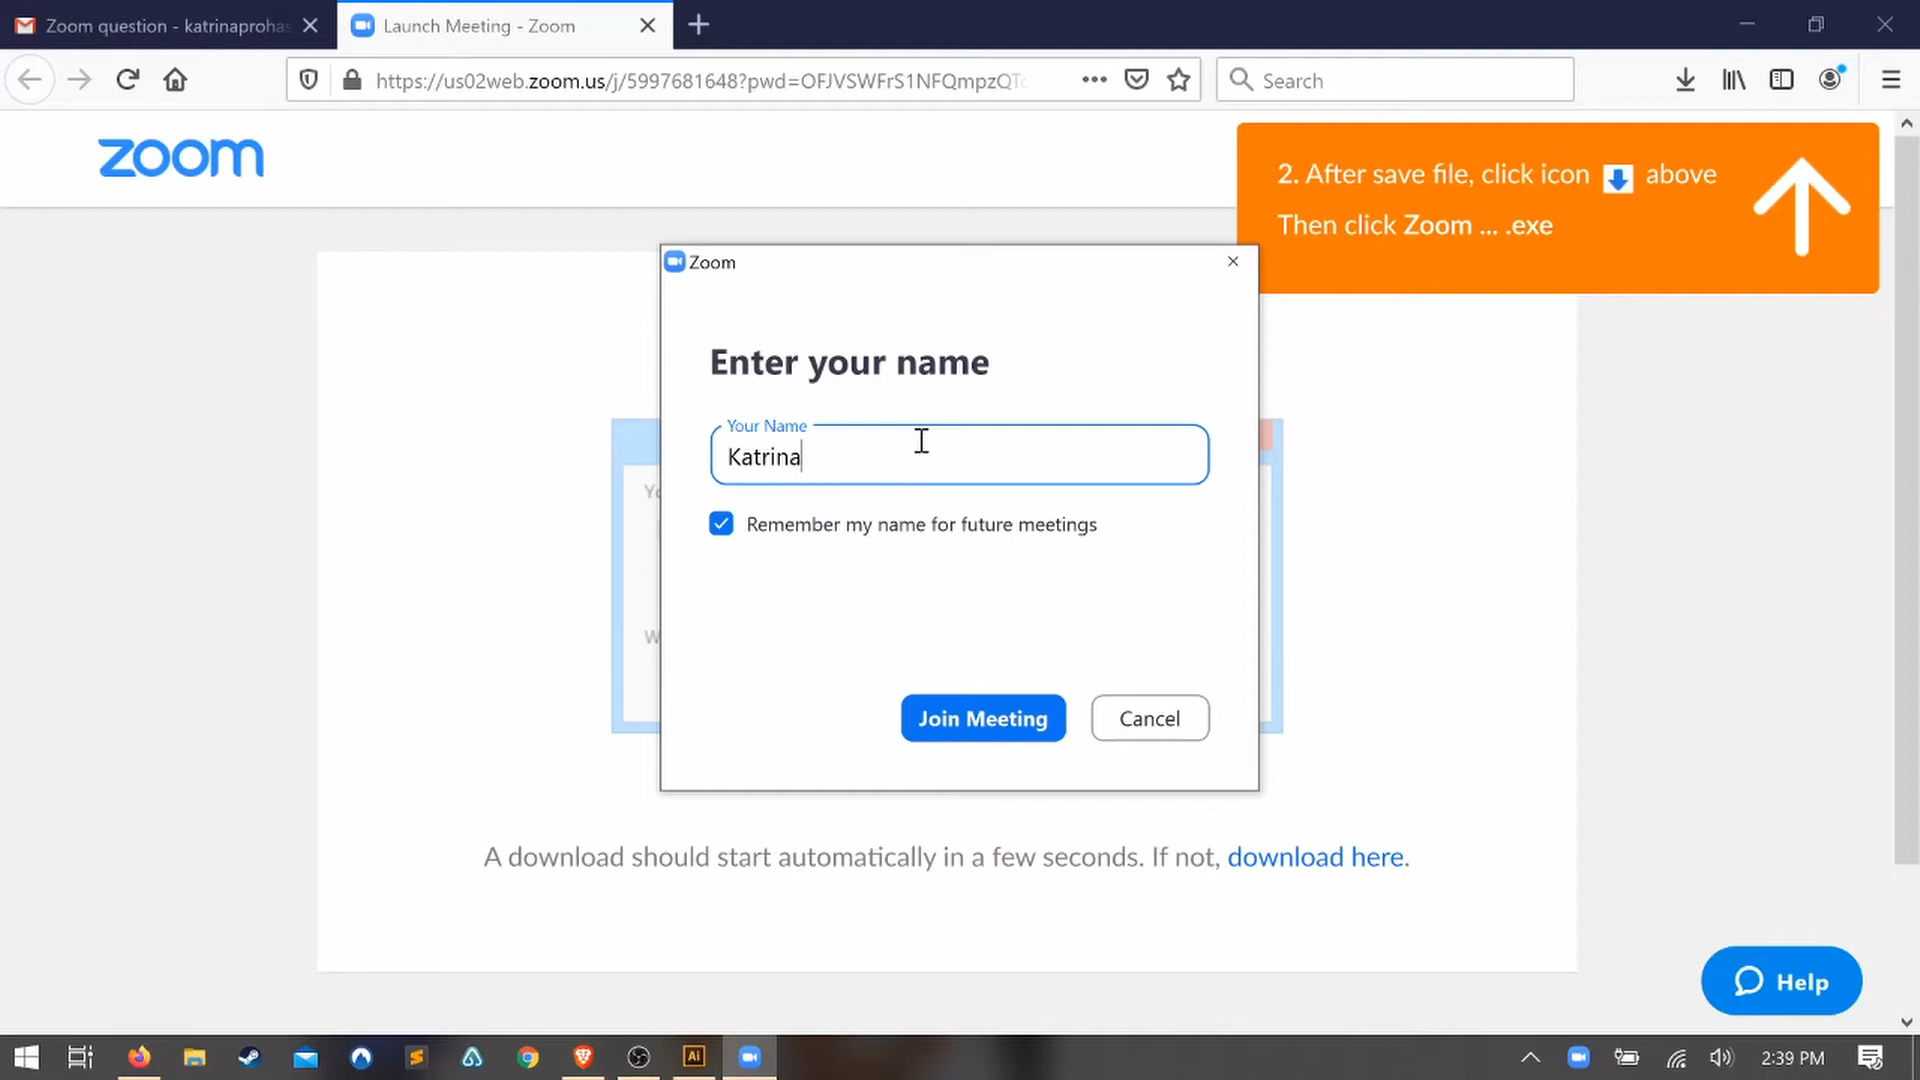 Zoom question - katrinaprohas
Launch Meeting - Zoom
https://us02web.zoom.us/j/5997681648?pwd=OFJVSWFrS1NFQmpzQT
Search
zoom
2. After save file, click icon above
Then click Zoom ... .exe
Zoom
Enter your name
Your Name
Katrina
Remember my name for future meetings
Join Meeting
Cancel
A download should start automatically in a few seconds. If not, download here.
Help
Ai
2:39 PM